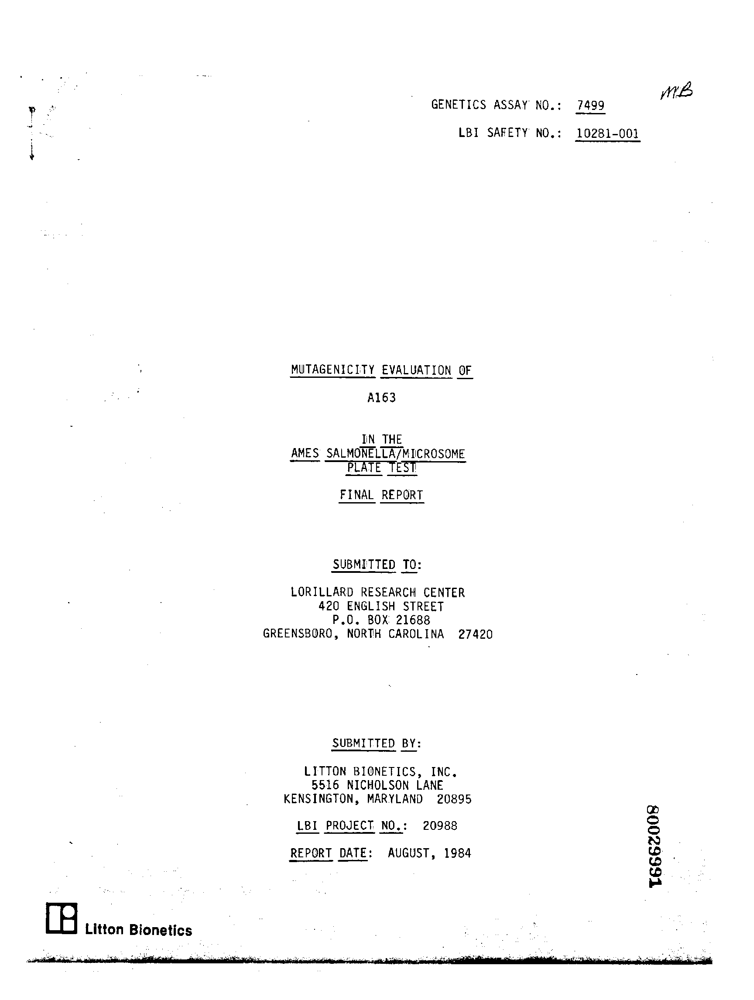 MB
GENETICS ASSAY NO.: 7499
LBI SAFETY NO.: 10281-001
MUTAGENICITY EVALUATION OF
A163
IN THE
AMES SALMONELLA/MICROSOME
PLATE TEST
FINAL REPORT
SUBMITTED TO:
LORILLARD RESEARCH CENTER
420 ENGLISH STREET
P.O. BOX 21688
GREENSBORO, NORTH CAROLINA 27420
SUBMITTED BY:
LITTON BIONETICS, INC.
5516 NICHOLSON LANE
KENSINGTON, MARYLAND 20895
LBI PROJECT NO.: 20988
REPORT DATE: AUGUST, 1984
80029991
Litton Bionetics